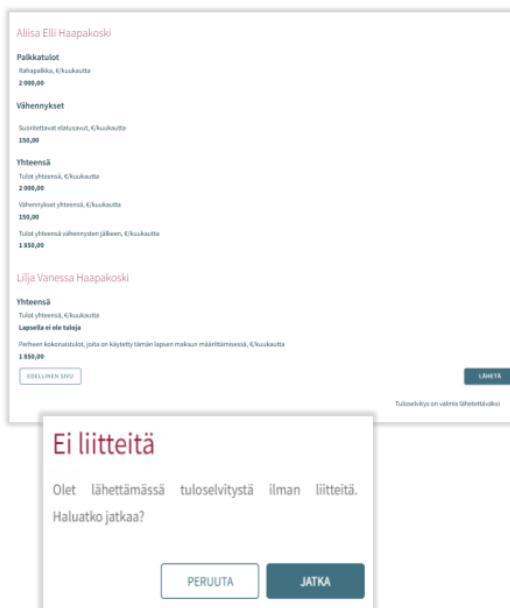 Aliisa Elli Haapakoski
Palkkatulot
Rahapalkka, €/kuukautta
2 000,00
Vähennykset
Suoritettavat elatusavut, €/kuukautta
150,00
Yhteensä
Tulot yhteensä, €/kuukautta
2 000,00
Vähennykset yhteensä, €/kuukautta
150,00
Tulot yhteensä vähennysten jälkeen, €/kuukautta
1 850,00
Lilja Vanessa Haapakoski
Yhteensä
Tulot yhteensä, €/kuukautta
Lapsella ei ole tuloja
Perheen kokonaistulot, joita on käytetty tämän lapsen maksun määrittämisessä, €/kuukautta
1 850,00
EDELLINEN SIVU
LÄHETÄ
Tuloselvitys on valmis lähetettäväksi
Ei liitteitä
Olet lähettämässä tuloselvitystä ilman liitteitä.
Haluatko jatkaa?
PERUUTA
JATKA